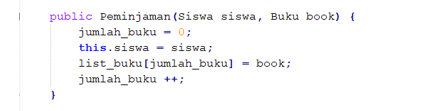 public Peminjaman(Siswa siswa, Buku book) {
jumlah_buku = 0;
this.siswa = siswa;
list_buku[jumlah_buku] = book;
jumlah_buku ++;
}